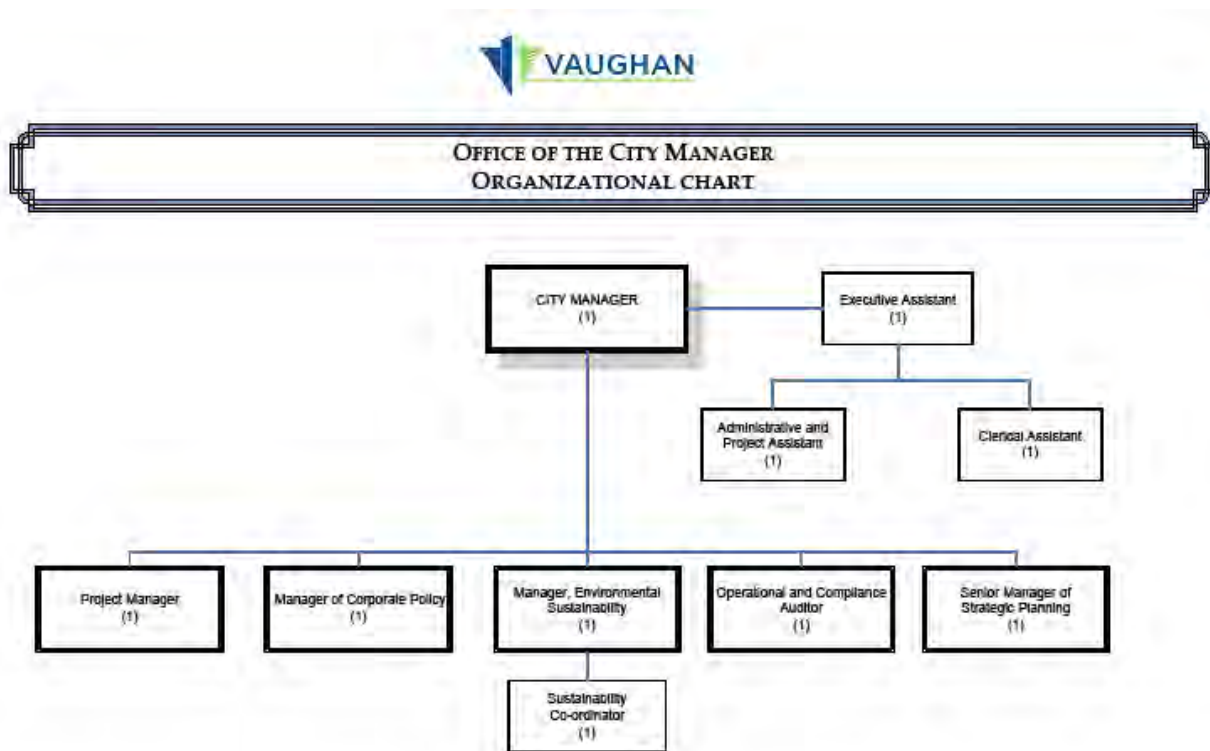 VAUGHAN
OFFICE OF THE CITY MANAGER
ORGANIZATIONAL CHART
CITY MANAGER
(1)
Executive Assistant
(1)
Administrative and
Project Assistant
(1)
Clerical Assistant
(1)
Project Manager
(1)
Manager of Corporate Policy
(1)
Manager, Environmental
Sustainability
(1)
Operational and Compliance
Auditor
(1)
Senior Manager of
Strategic Planning
(1)
Sustainability
Co-ordinator
(1)